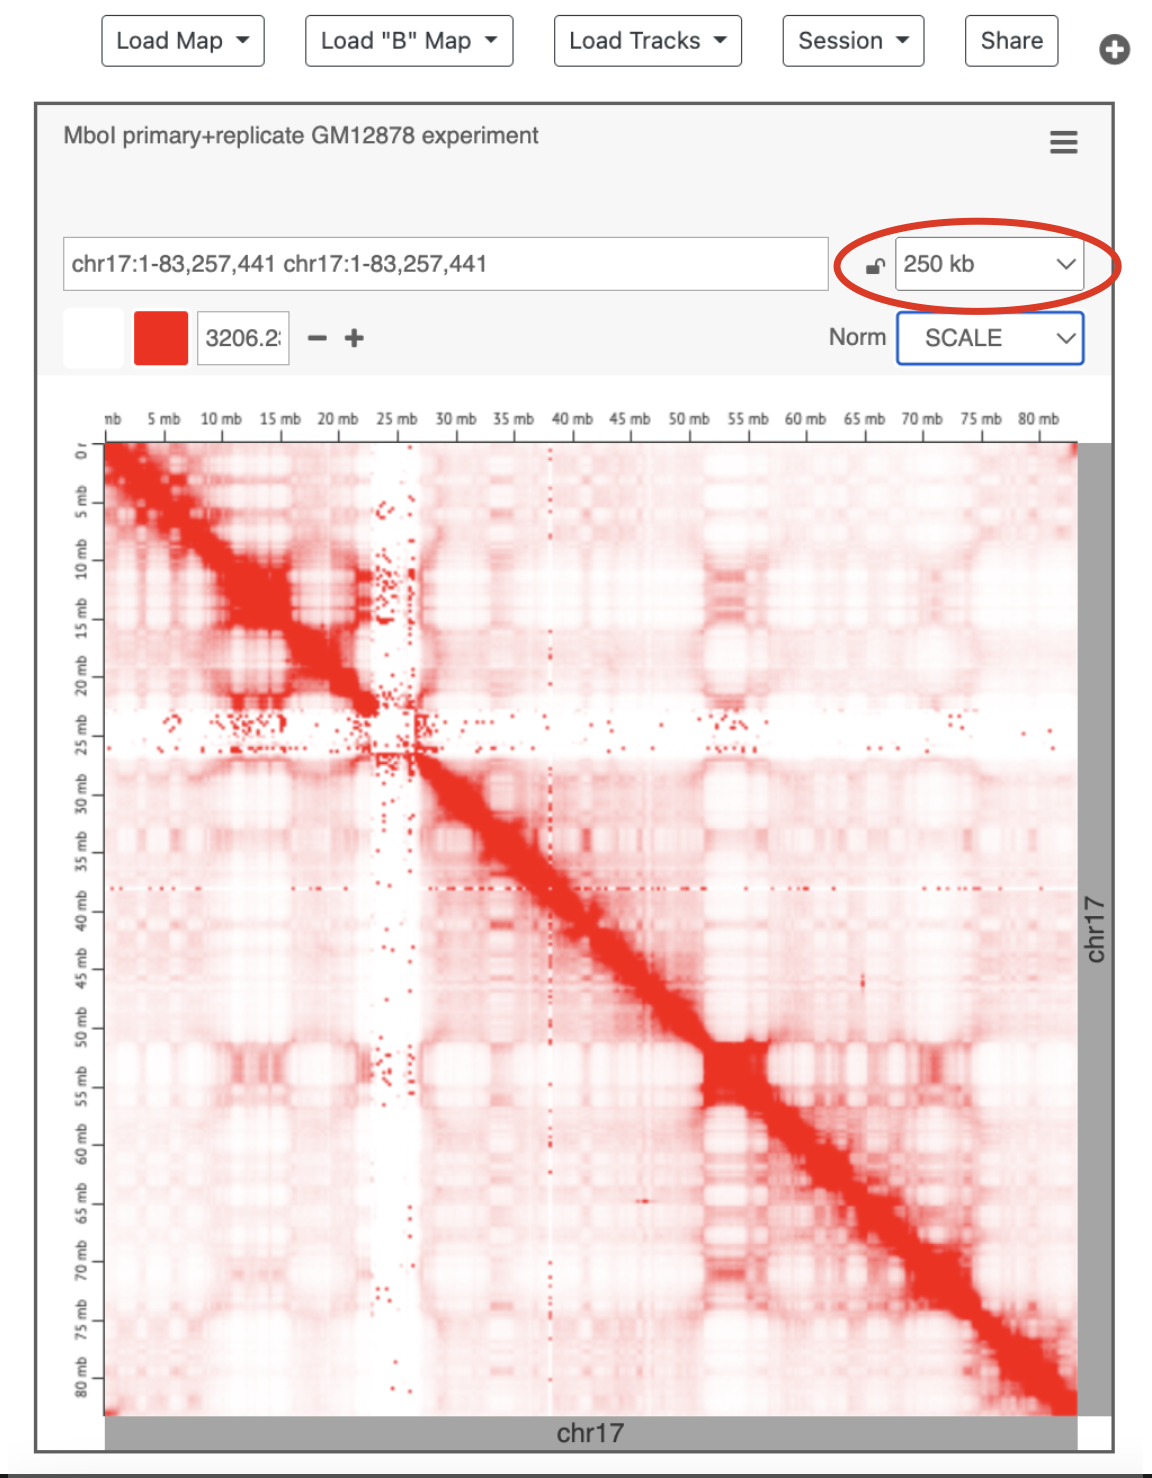 Load Map Load "B" Map Load Tracks Session Share
MboI primary+replicate GM12878 experiment
chr17:1-83,257,441 chr17:1-83,257,441 250 kb
3206.2 Norm SCALE
mb 5 mb 10 mb 15 mb 20 mb 25 mb 30 mb 35 mb 40 mb 45 mb 50 mb 55 mb 60 mb 65 mb 70 mb 75 mb 80 mb
0
5 mb
10 mb
15 mb
20 mb
25 mb
30 mb
35 mb
40 mb
45 mb
50 mb
55 mb
60 mb
65 mb
70 mb
75 mb
80 mb
chr17
chr17